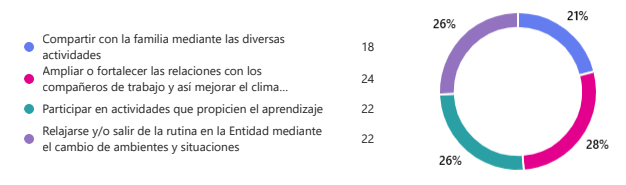 Compartir con la familia mediante las diversas
actividades
18
Ampliar o fortalecer las relaciones con los
compañeros de trabajo y así mejorar el clima...
24
Participar en actividades que propicien el aprendizaje
22
Relajarse y/o salir de la rutina en la Entidad mediante
el cambio de ambientes y situaciones
22
26%
21%
28%
26%